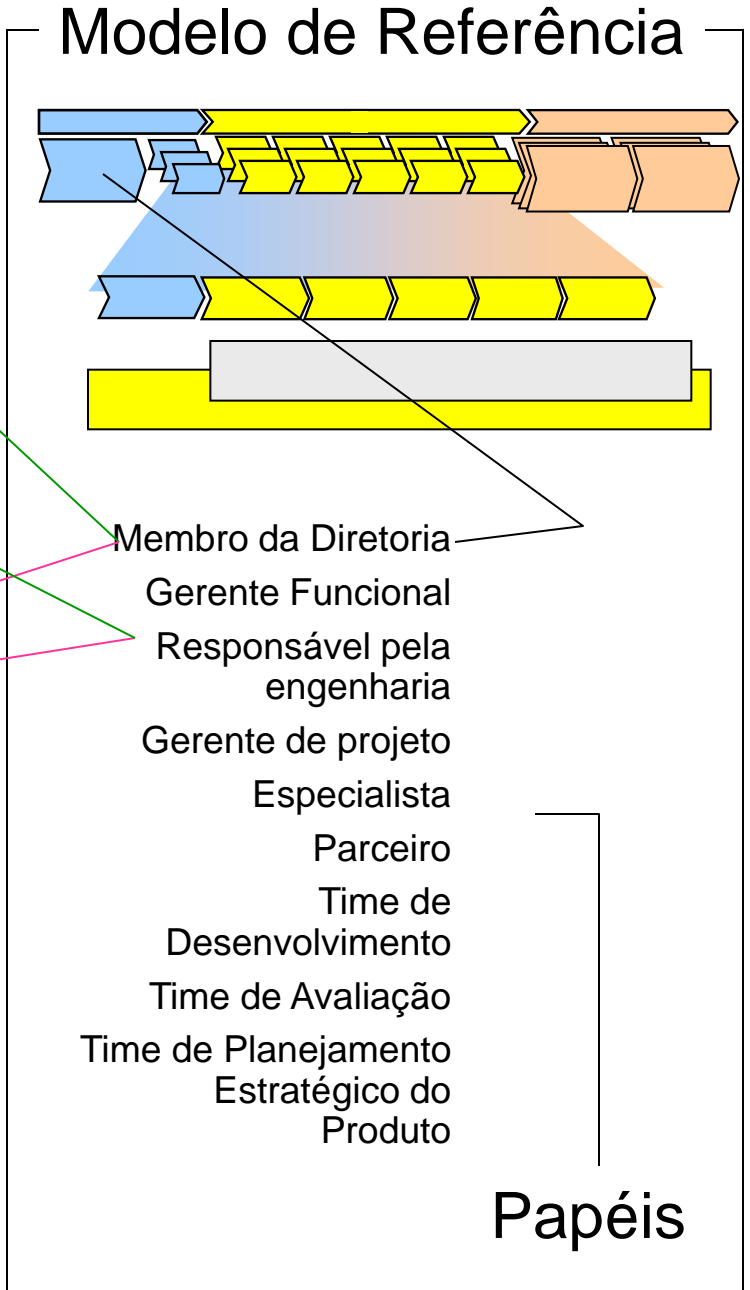 Modelo de Referência
Membro da Diretoria
Gerente Funcional
Responsável pela
engenharia
Gerente de projeto
Especialista
Parceiro
Time de
Desenvolvimento
Time de Avaliação
Time de Planejamento
Estratégico do
Produto
Papéis